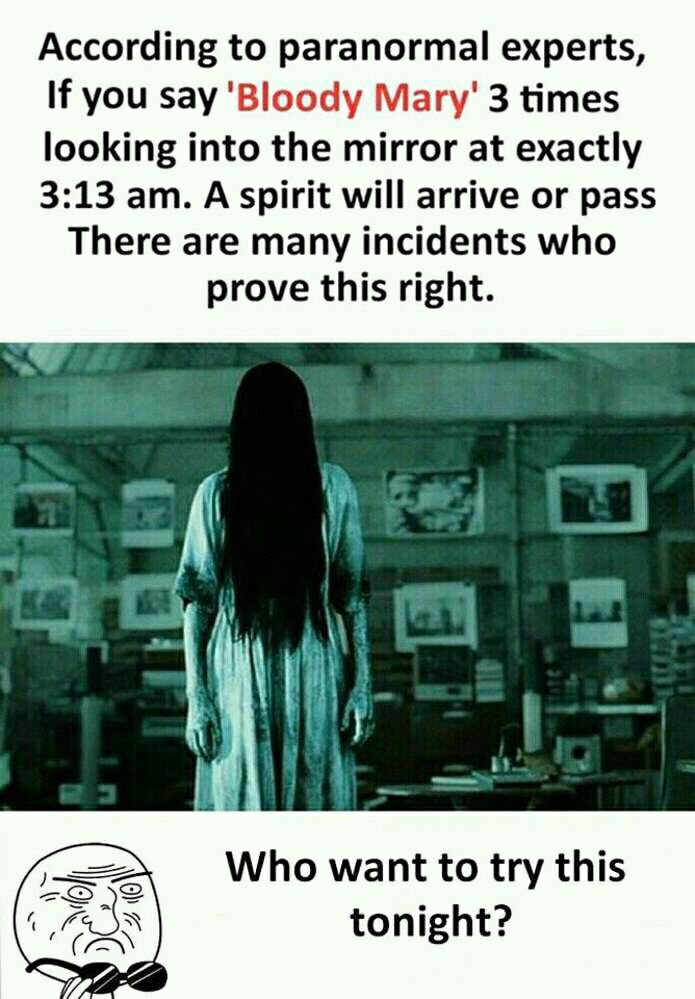 According to paranormal experts,
If you say 'Bloody Mary' 3 times
looking into the mirror at exactly
3:13 am. A spirit will arrive or pass
There are many incidents who
prove this right.
Who want to try this
tonight?